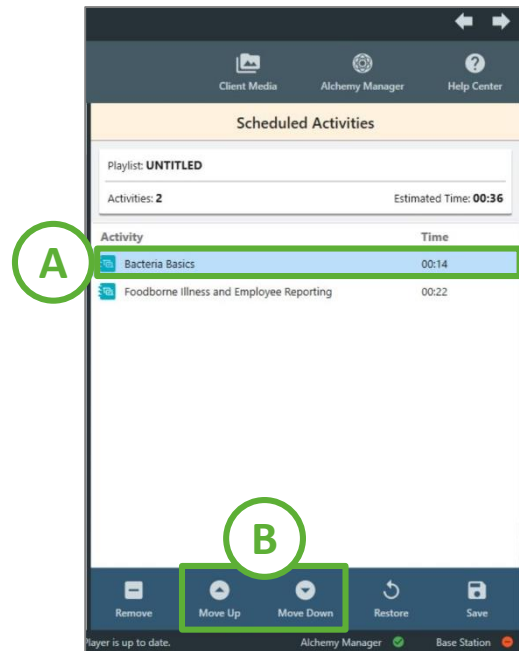 Client Media Alchemy Manager Help Center
Scheduled Activities
Playlist: UNTITLED
Activities: 2 Estimated Time: 00:36
Activity Time
A
Bacteria Basics 00:14
Foodborne Illness and Employee Reporting 00:22
B
Remove Move Up Move Down Restore Save
Player is up to date. Alchemy Manager Base Station